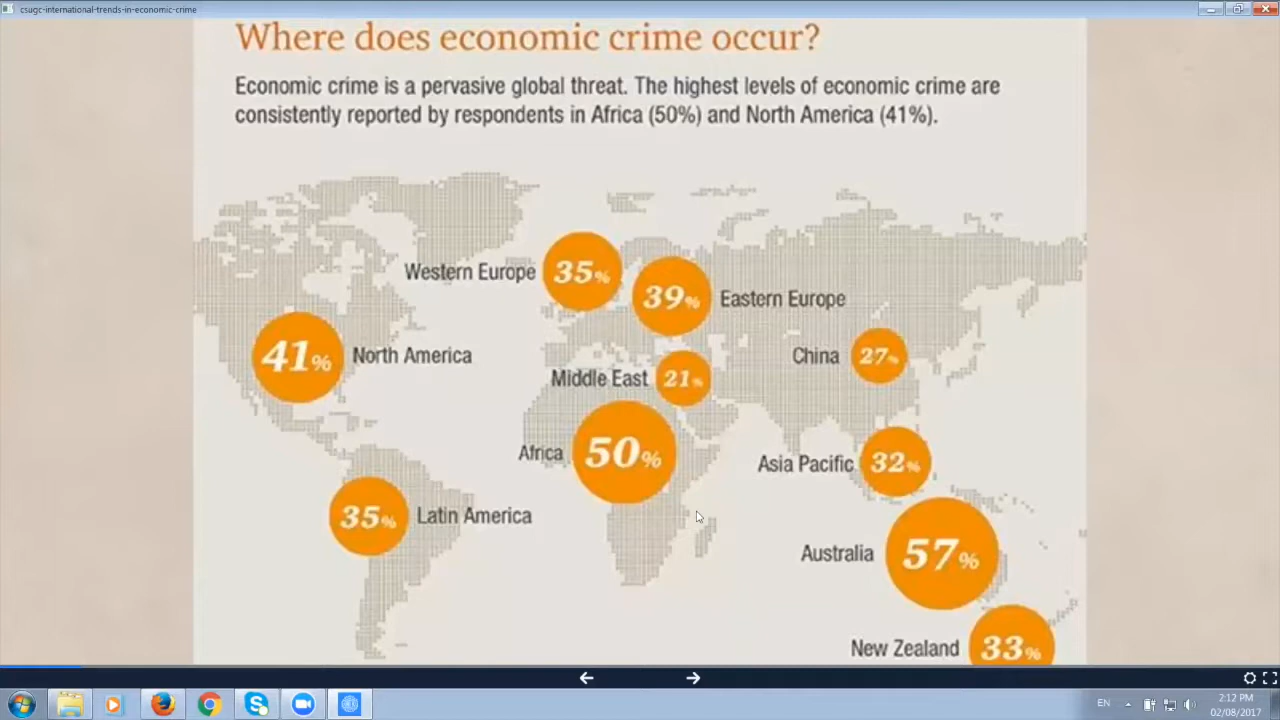 csugc-international-trends-in-economic-crime
Where does economic crime occur?
Economic crime is a pervasive global threat. The highest levels of economic crime are
consistently reported by respondents in Africa (50%) and North America (41%).
Western Europe 35%
39% Eastern Europe
41% North America
China 27%
Middle East 21%
Africa 50%
Asia Pacific 32%
35% Latin America
Australia 57%
New Zealand 33%
EN
2:12 PM
02/08/2017